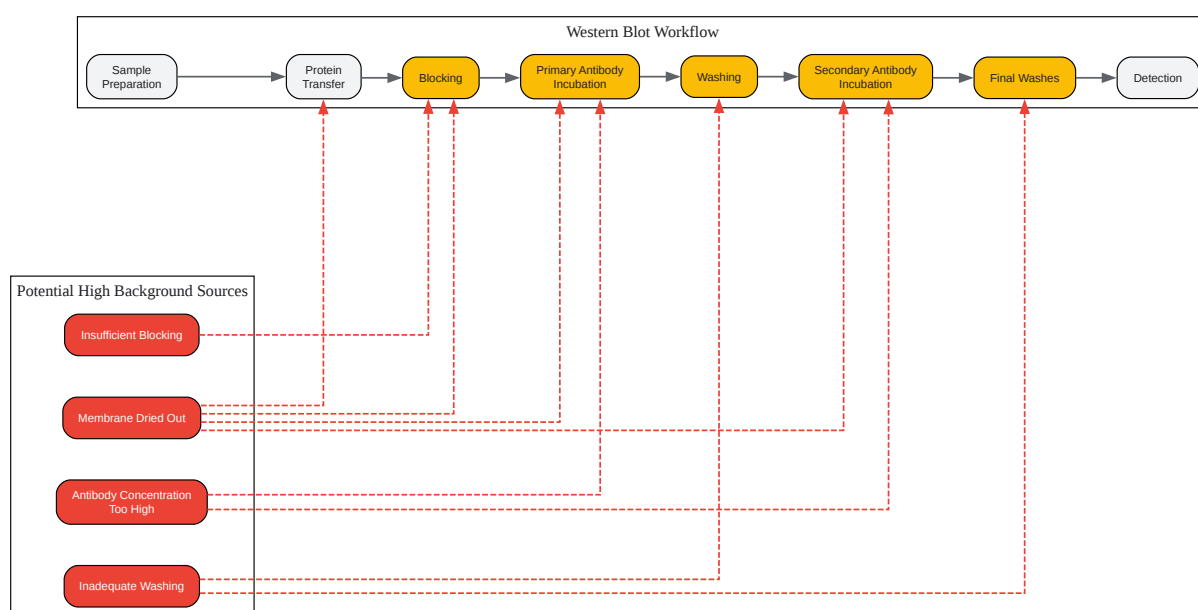 Western Blot Workflow
Sample
Preparation
Protein
Transfer
Blocking
Primary Antibody
Incubation
Washing
Secondary Antibody
Incubation
Final Washes
Detection
Potential High Background Sources
Insufficient Blocking
Membrane Dried Out
Antibody Concentration
Too High
Inadequate Washing